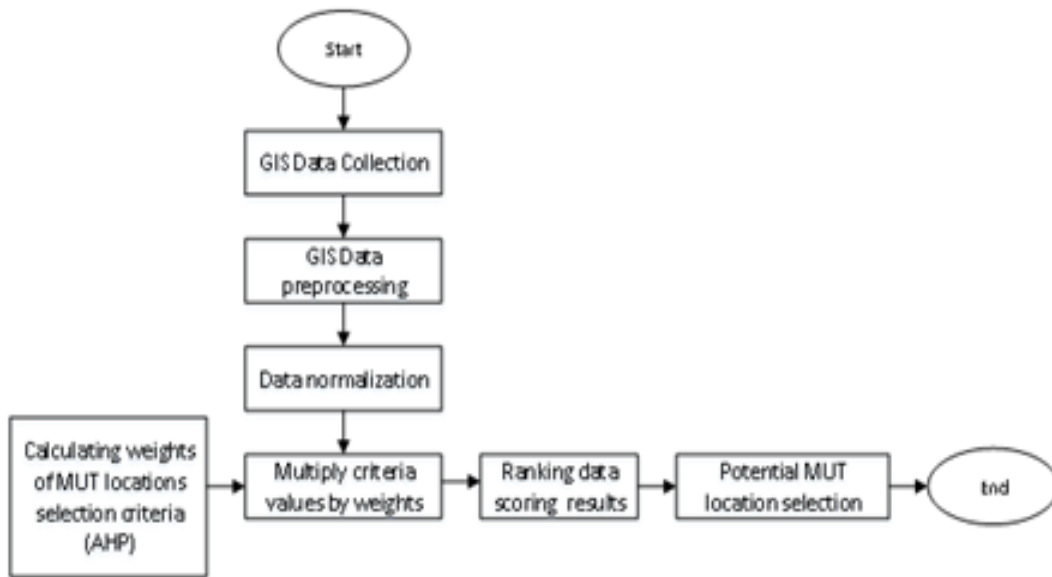 Start
GIS Data Collection
GIS Data
preprocessing
Data normalization
Calculating weights
of MUT locations
selection criteria
(AHP)
Multiply criteria
values by weights
Ranking data
scoring results
Potential MUT
location selection
End